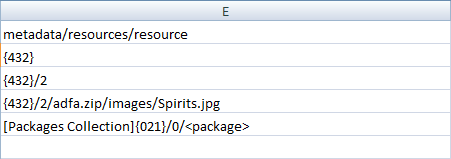 E
metadata/resources/resource
{432}
{432}/2
{432}/2/adfa.zip/images/Spirits.jpg
[Packages Collection]{021}/0/<package>